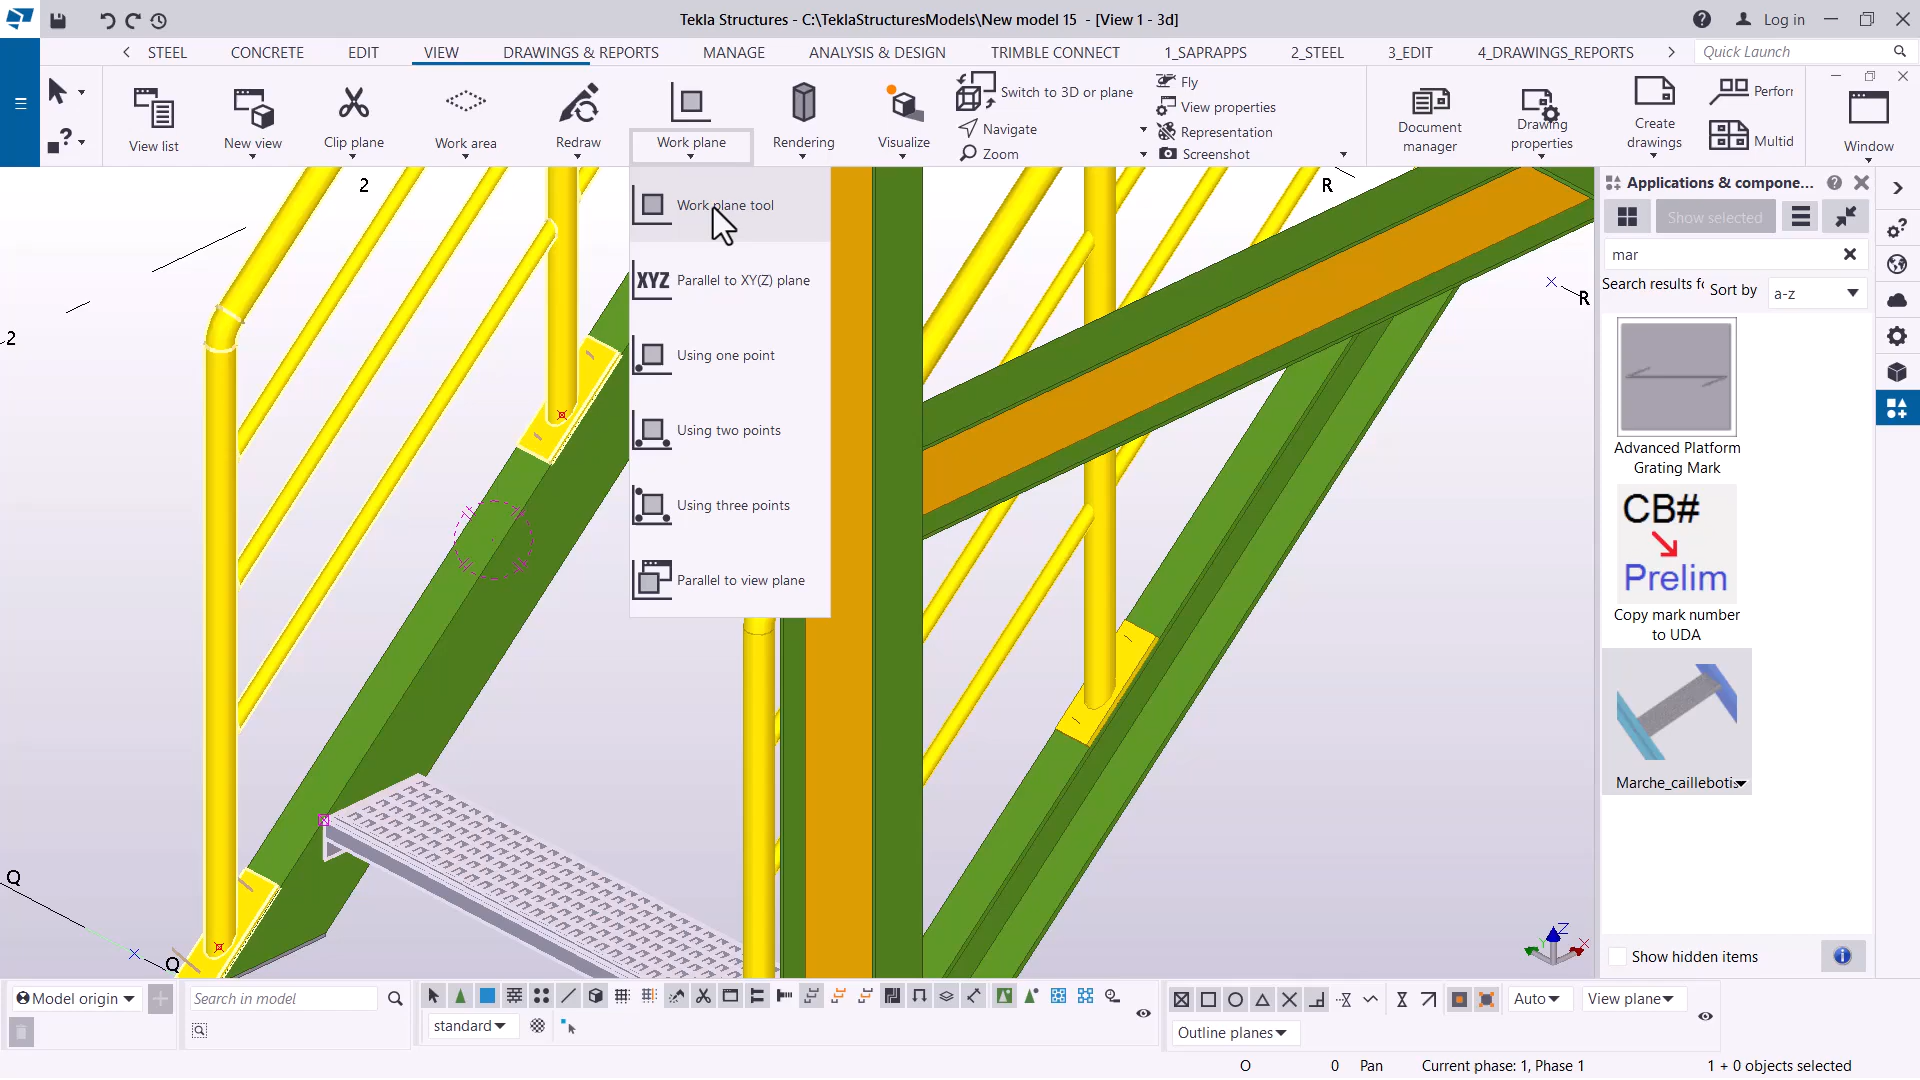 Tekla Structures - C:\TeklaStructuresModels\New model 15 - [View 1 - 3d]
Log in
STEEL
CONCRETE
EDIT
VIEW
DRAWINGS & REPORTS
MANAGE
ANALYSIS & DESIGN
TRIMBLE CONNECT
1_SAPRAPPS
2_STEEL
3_EDIT
4_DRAWINGS_REPORTS
Quick Launch
View list
New view
Clip plane
Work area
Redraw
Work plane
Rendering
Visualize
Switch to 3D or plane
Navigate
Zoom
Fly
View properties
Representation
Screenshot
Document
manager
Drawing
properties
Create
drawings
Perfor
Multid
Window
Work plane tool
XYZ Parallel to XY(Z) plane
Using one point
Using two points
Using three points
Parallel to view plane
2
2
R
R
Q
Q
Z
X
Applications & compone...
Show selected
mar
Search results fo
Sort by
a-z
Advanced Platform
Grating Mark
CB#
Prelim
Copy mark number
to UDA
Marche_caillebotis
Show hidden items
Model origin
Search in model
standard
Auto
View plane
Outline planes
O
0
Pan
Current phase: 1, Phase 1
1 + 0 objects selected